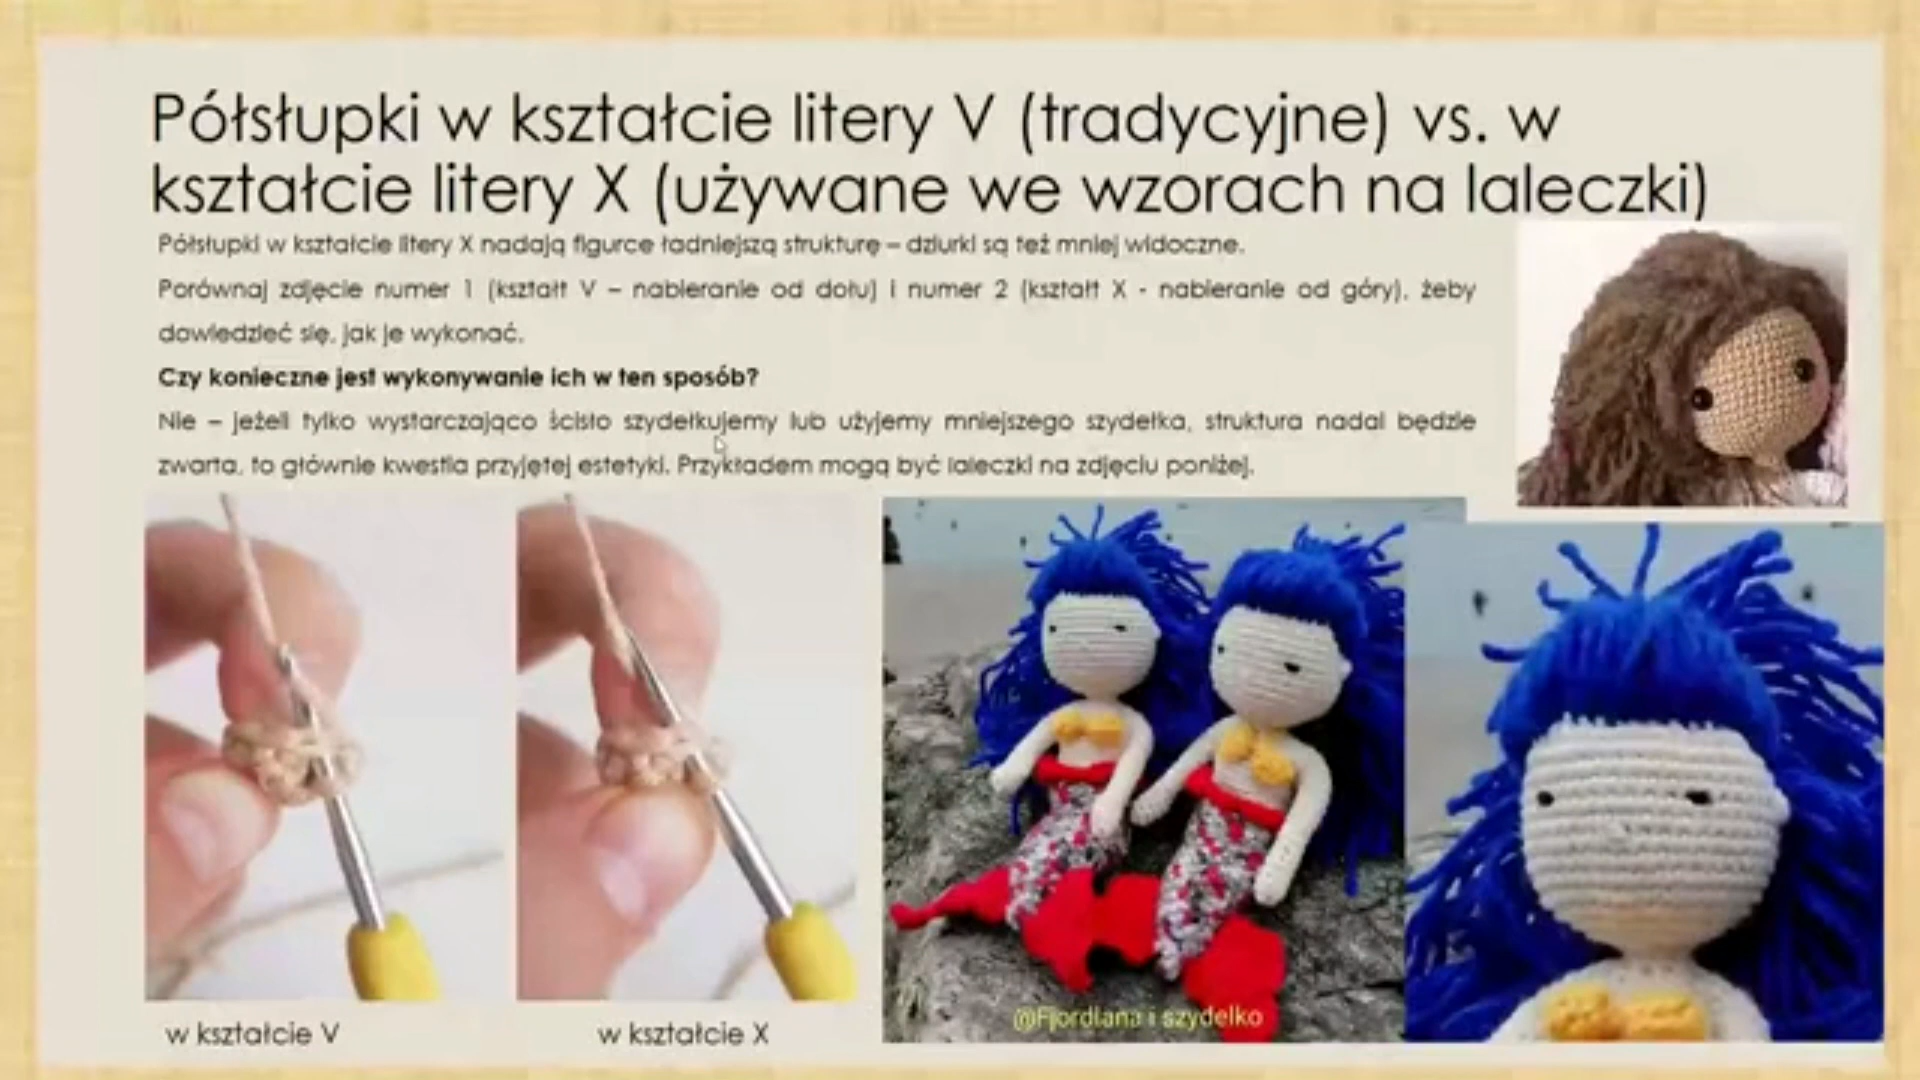 Półsłupki w kształcie litery V (tradycyjne) vs. w
kształcie litery X (używane we wzorach na laleczki)
Półsłupki w kształcie litery X nadają figurce ładniejszą strukturę – dziurki są też mniej widoczne.
Porównaj zdjęcie numer 1 (kształt V – nabieranie od dołu) i numer 2 (kształt X - nabieranie od góry), żeby
dowiedzieć się, jak je wykonać.
Czy konieczne jest wykonywanie ich w ten sposób?
Nie – jeżeli tylko wystarczająco ścisło szydełkujemy lub użyjemy mniejszego szydełka, struktura nadal będzie
zwarta, to głównie kwestia przyjętej estetyki. Przykładem mogą być laleczki na zdjęciu poniżej.
w kształcie V
w kształcie X
@Fjordiana i szydelko